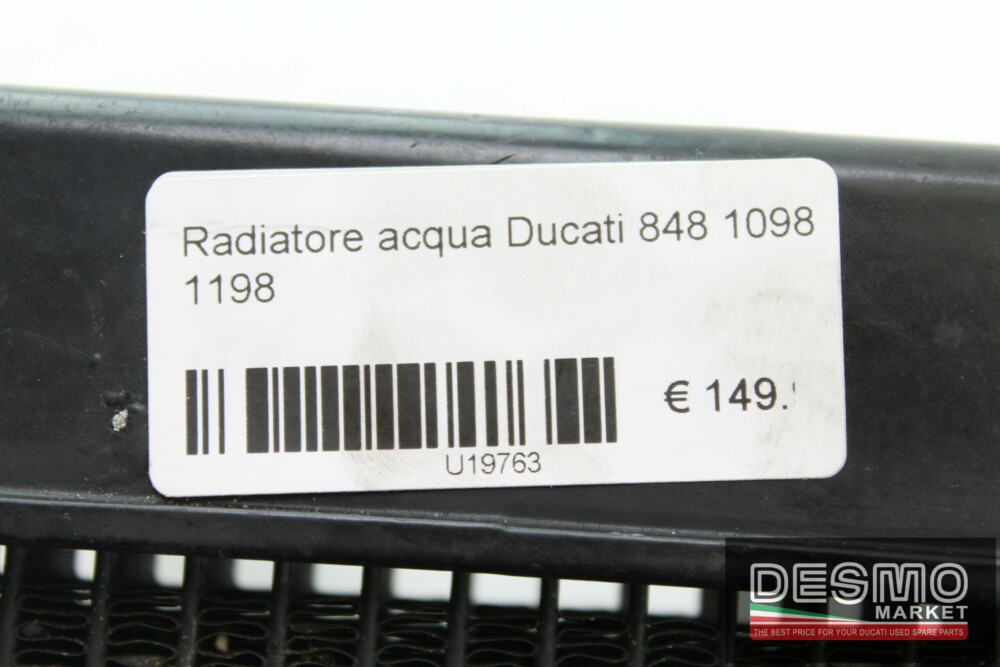 Radiatore acqua Ducati 848 1098
1198
€ 149.
U19763
DESMO
MARKET
THE BEST PRICE FOR YOUR DUCATI USED SPARE PARTS